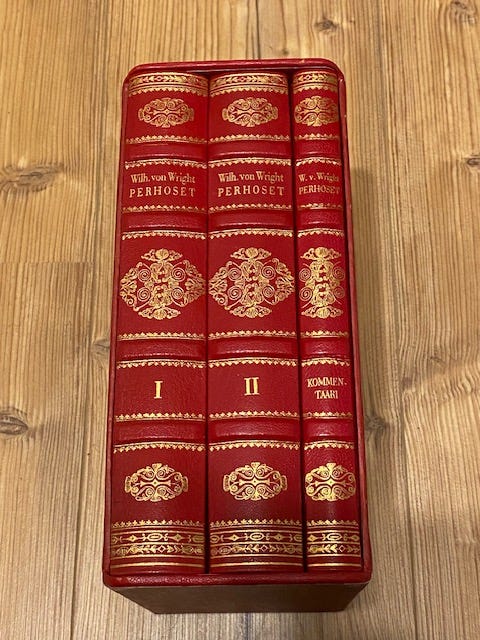 Wilh. von Wright
PERHOSET
I
Wilh. von Wright
PERHOSET
II
W. v. Wright
PERHOSET
KOMMEN-
TAARI